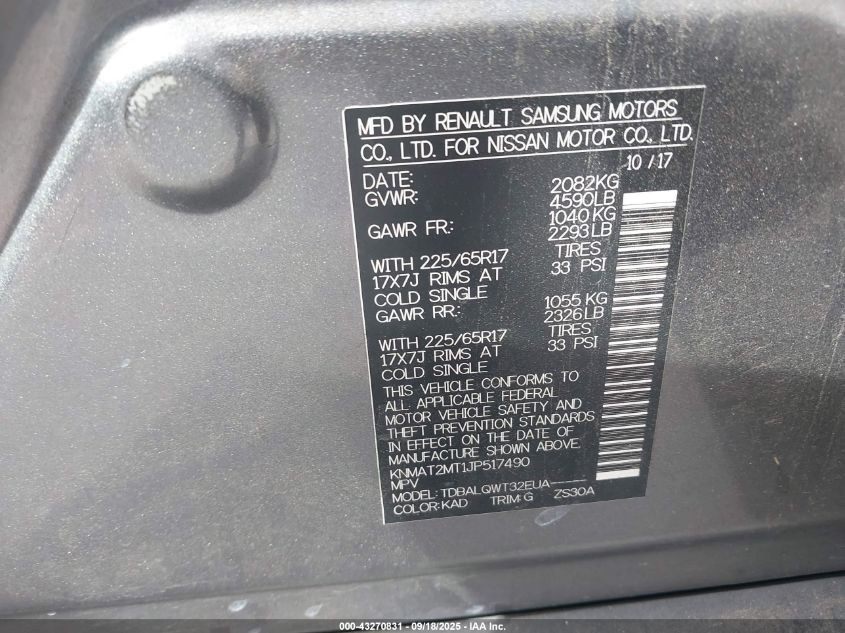 MFD BY RENAULT SAMSUNG MOTORS
CO., LTD. FOR NISSAN MOTOR CO., LTD.
10 / 17
DATE:
GVWR: 2082KG
4590LB
GAWR FR.: 1040KG
2293LB
WITH 225/65R17 TIRES
17X7J RIMS AT 33 PSI
COLD SINGLE
GAWR RR.: 1055 KG
2326LB
WITH 225/65R17 TIRES
17X7J RIMS AT 33 PSI
COLD SINGLE
THIS VEHICLE CONFORMS TO
ALL APPLICABLE FEDERAL
MOTOR VEHICLE SAFETY AND
THEFT PREVENTION STANDARDS
IN EFFECT ON THE DATE OF
MANUFACTURE SHOWN ABOVE.
KNMAT2MT1JP517490
MPV
MODEL: TDBALQWT32EUA-----
COLOR:KAD TRIM:G ZS30A
000-43270831 - 09/18/2025 - IAA Inc.